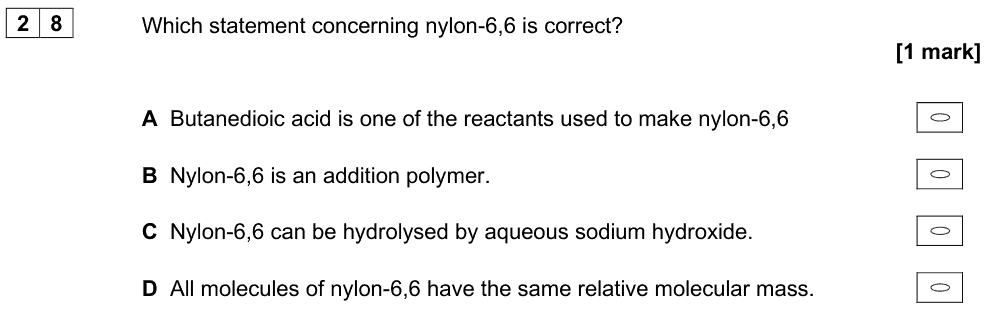 2 8 Which statement concerning nylon-6,6 is correct?
[1 mark]
A Butanedioic acid is one of the reactants used to make nylon-6,6
B Nylon-6,6 is an addition polymer.
C Nylon-6,6 can be hydrolysed by aqueous sodium hydroxide.
D All molecules of nylon-6,6 have the same relative molecular mass.